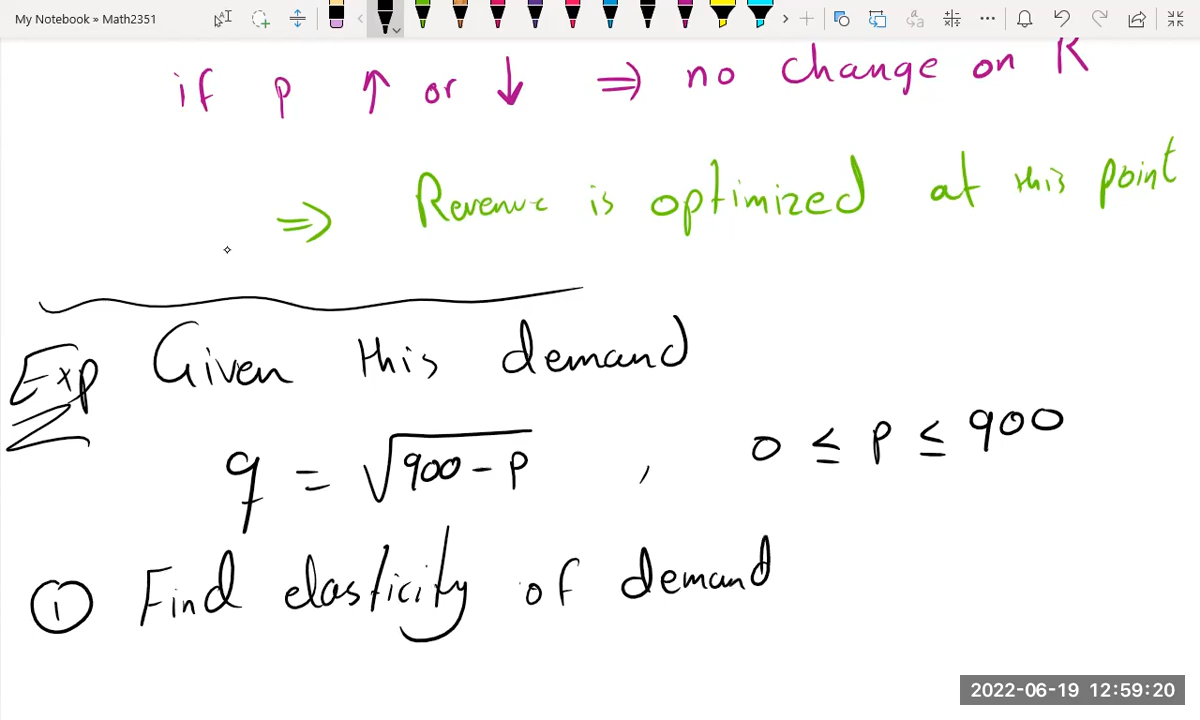 My Notebook » Math2351
if p ↑ or ↓ ⇒ no change on R
⇒ Revenue is optimized at this point
Exp Given this demand
q = √(900 - p) , 0 ≤ p ≤ 900
① Find elasticity of demand
2022-06-19 12:59:20